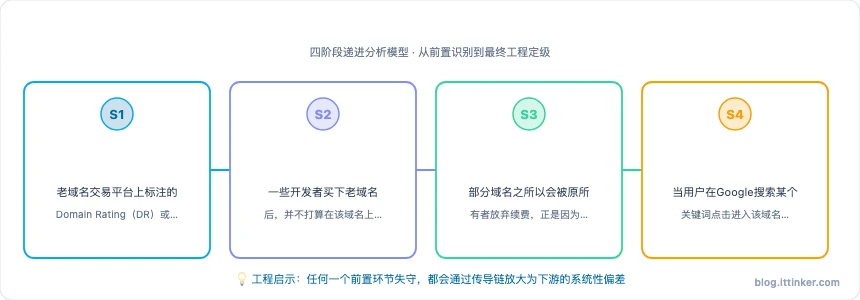 四阶段递进分析模型 · 从前置识别到最终工程定级
S1
老域名交易平台上标注的
Domain Rating（DR）或…
S2
一些开发者买下老域名
后，并不打算在该域名上…
S3
部分域名之所以会被原所
有者放弃续费，正是因为…
S4
当用户在Google搜索某个
关键词点击进入该域名…
💡 工程启示：任何一个前置环节失守，都会通过传导链放大为下游的系统性偏差
blog.ittinker.com